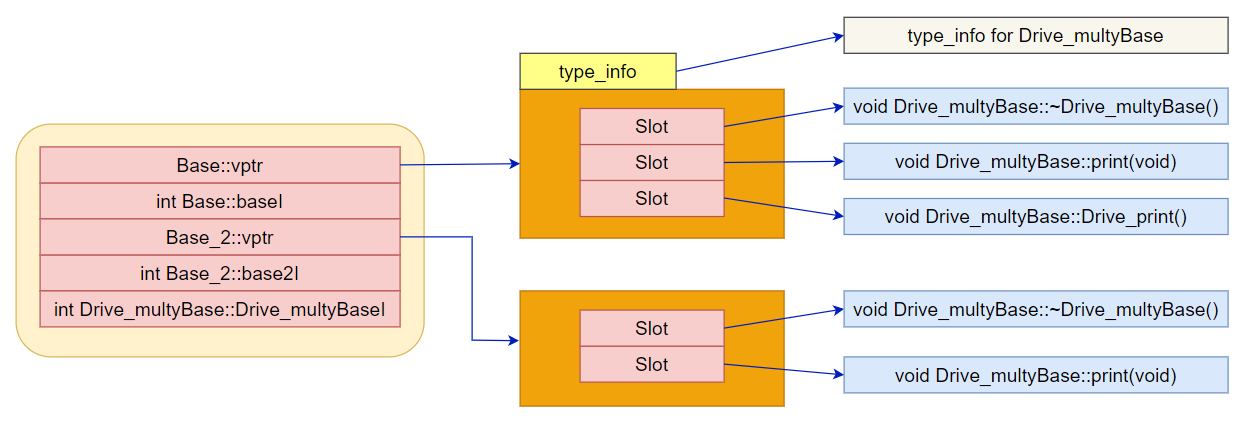 Base::vptr
int Base::baseI
Base_2::vptr
int Base_2::base2I
int Drive_multyBase::Drive_multyBaseI
type_info
Slot
Slot
Slot
Slot
Slot
type_info for Drive_multyBase
void Drive_multyBase::~Drive_multyBase()
void Drive_multyBase::print(void)
void Drive_multyBase::Drive_print()
void Drive_multyBase::~Drive_multyBase()
void Drive_multyBase::print(void)